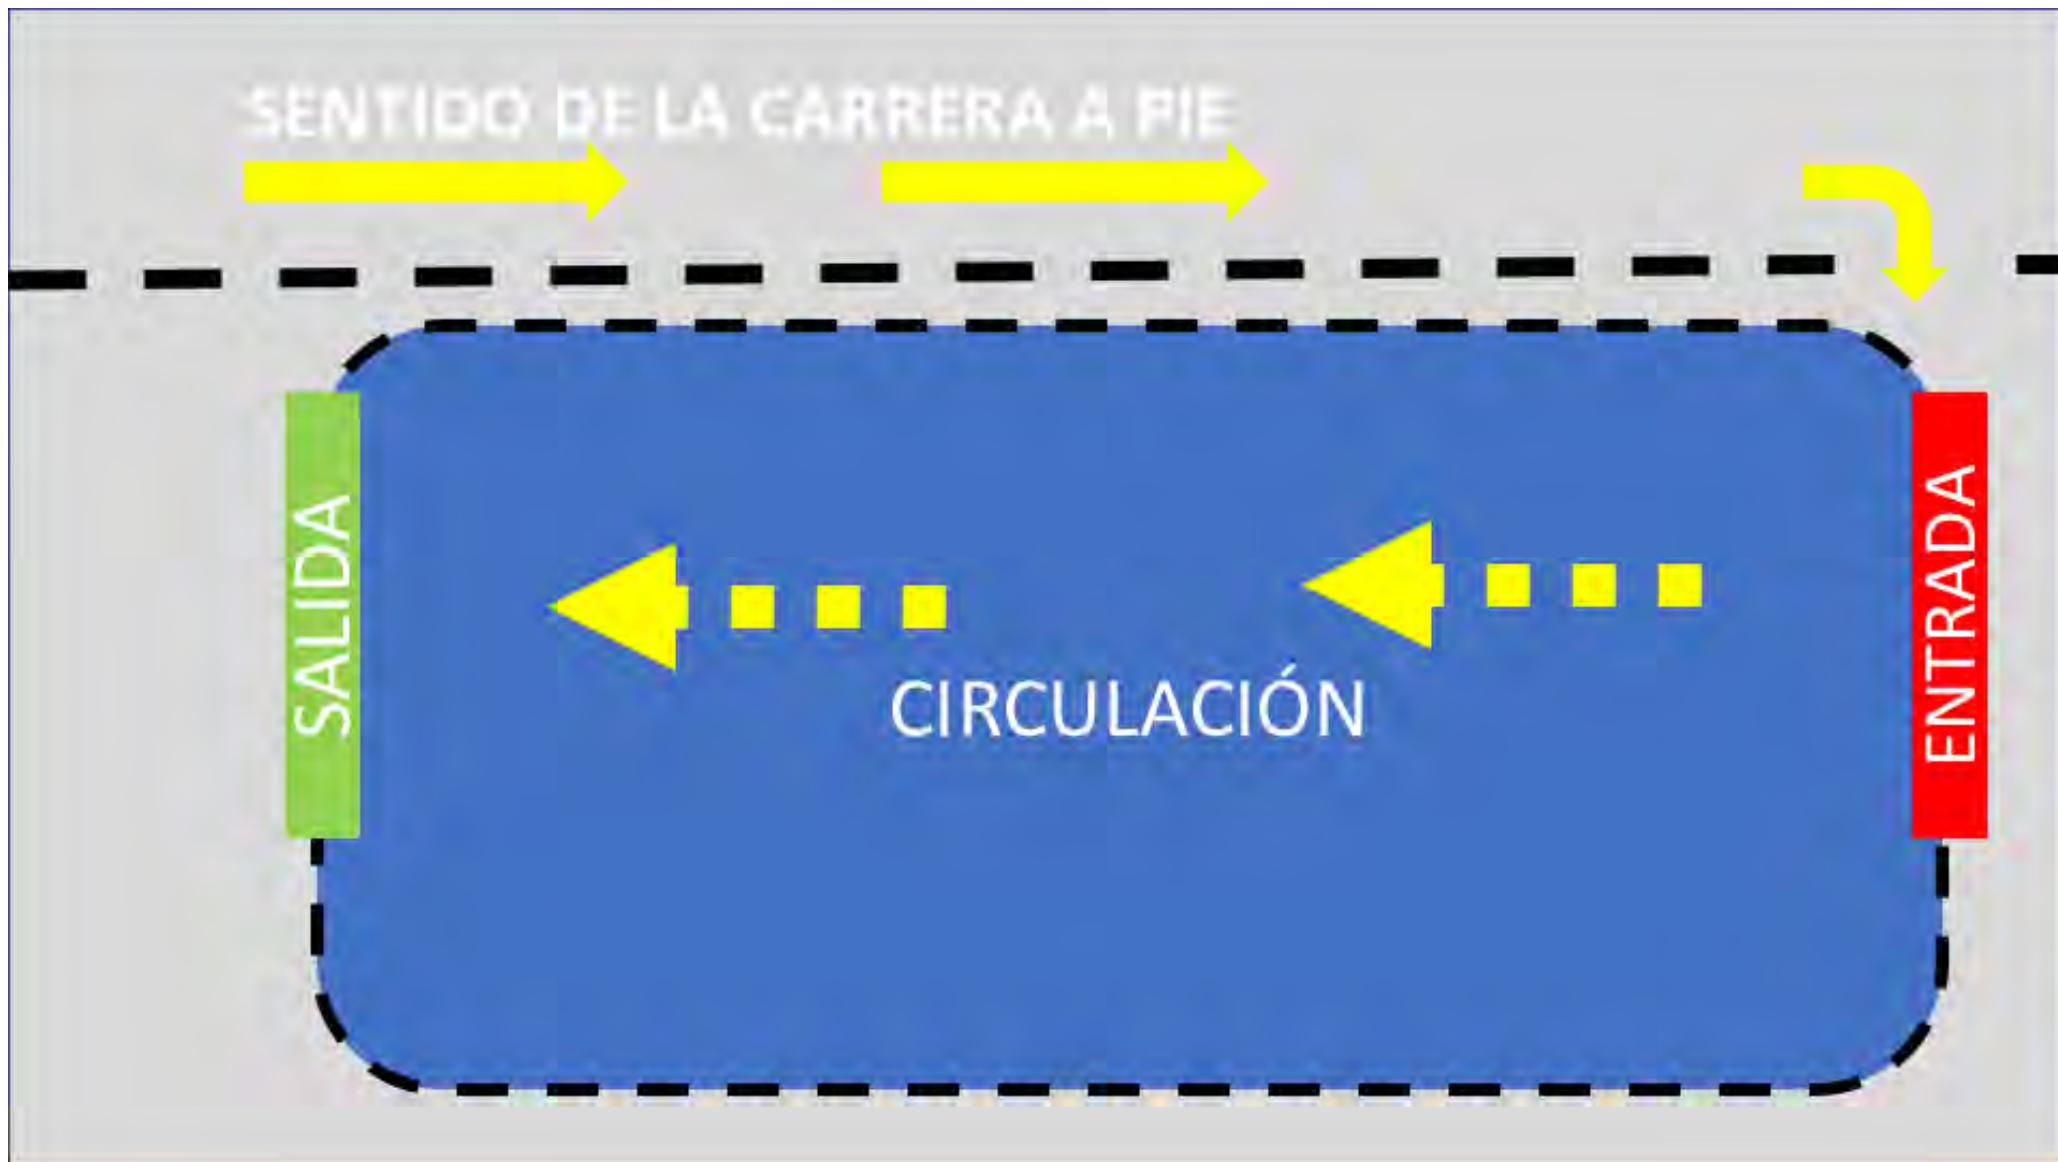 SENTIDO DE LA CARRERA A PIE
SALIDA
CIRCULACIÓN
ENTRADA